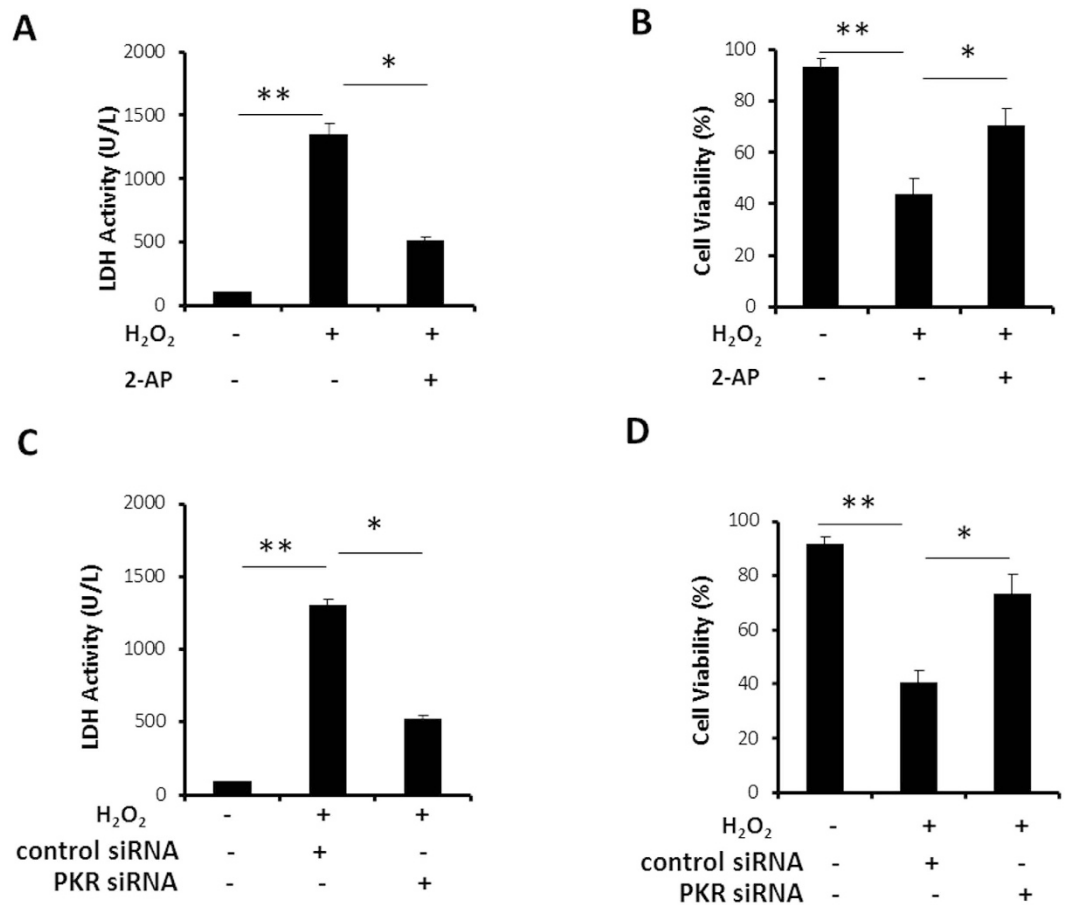 A
LDH Activity (U/L)
2000
1500
1000
500
0
** *
H₂O₂ - + +
2-AP - - +
B
Cell Viability (%)
100
80
60
40
20
0
** *
H₂O₂ - + +
2-AP - - +
C
LDH Activity (U/L)
2000
1500
1000
500
0
** *
H₂O₂ - + +
control siRNA - + -
PKR siRNA - - +
D
Cell Viability (%)
100
80
60
40
20
0
** *
H₂O₂ - + +
control siRNA - + -
PKR siRNA - - +